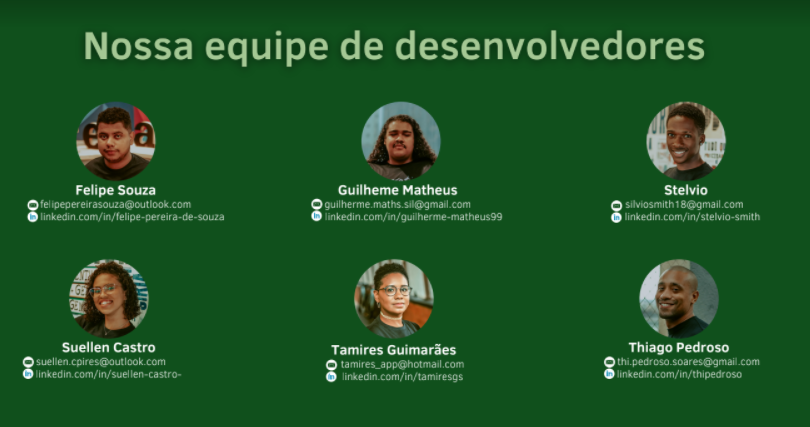 Nossa equipe de desenvolvedores
Felipe Souza
felipepereirasouza@outlook.com
linkedin.com/in/felipe-pereira-de-souza
Guilheme Matheus
guilherme.maths.sil@gmail.com
linkedin.com/in/guilherme-matheus99
Stelvio
silviosmith18@gmail.com
linkedin.com/in/stelvio-smith
Suellen Castro
suellen.cpires@outlook.com
linkedin.com/in/suellen-castro-
Tamires Guimarães
tamires_app@hotmail.com
linkedin.com/in/tamiresgs
Thiago Pedroso
thi.pedroso.soares@gmail.com
linkedin.com/in/thipedroso